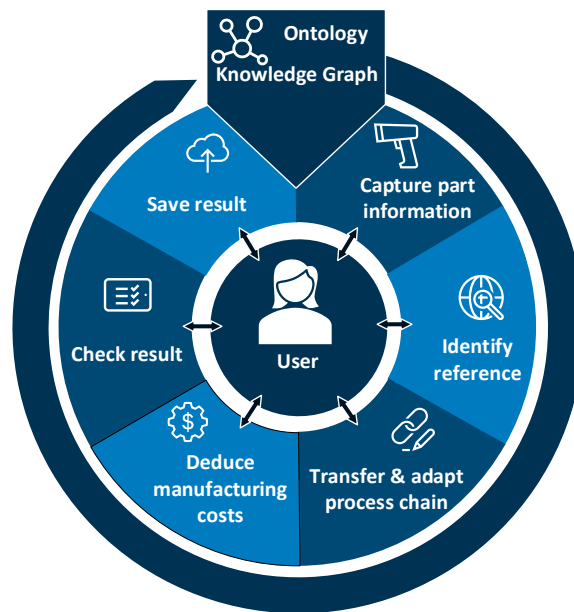 Ontology
Knowledge Graph
Capture part
information
Identify
reference
Transfer & adapt
process chain
Deduce
manufacturing
costs
Check result
Save result
User